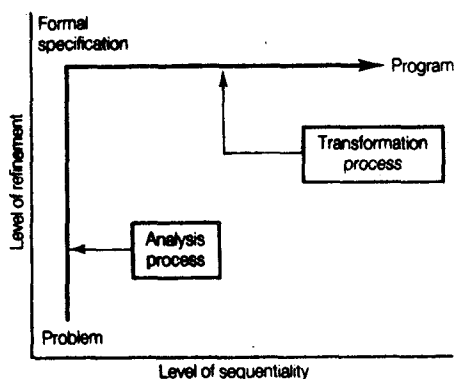 Formal
specification
Program
Transformation
process
Level of refinement
Analysis
process
Problem
Level of sequentiality